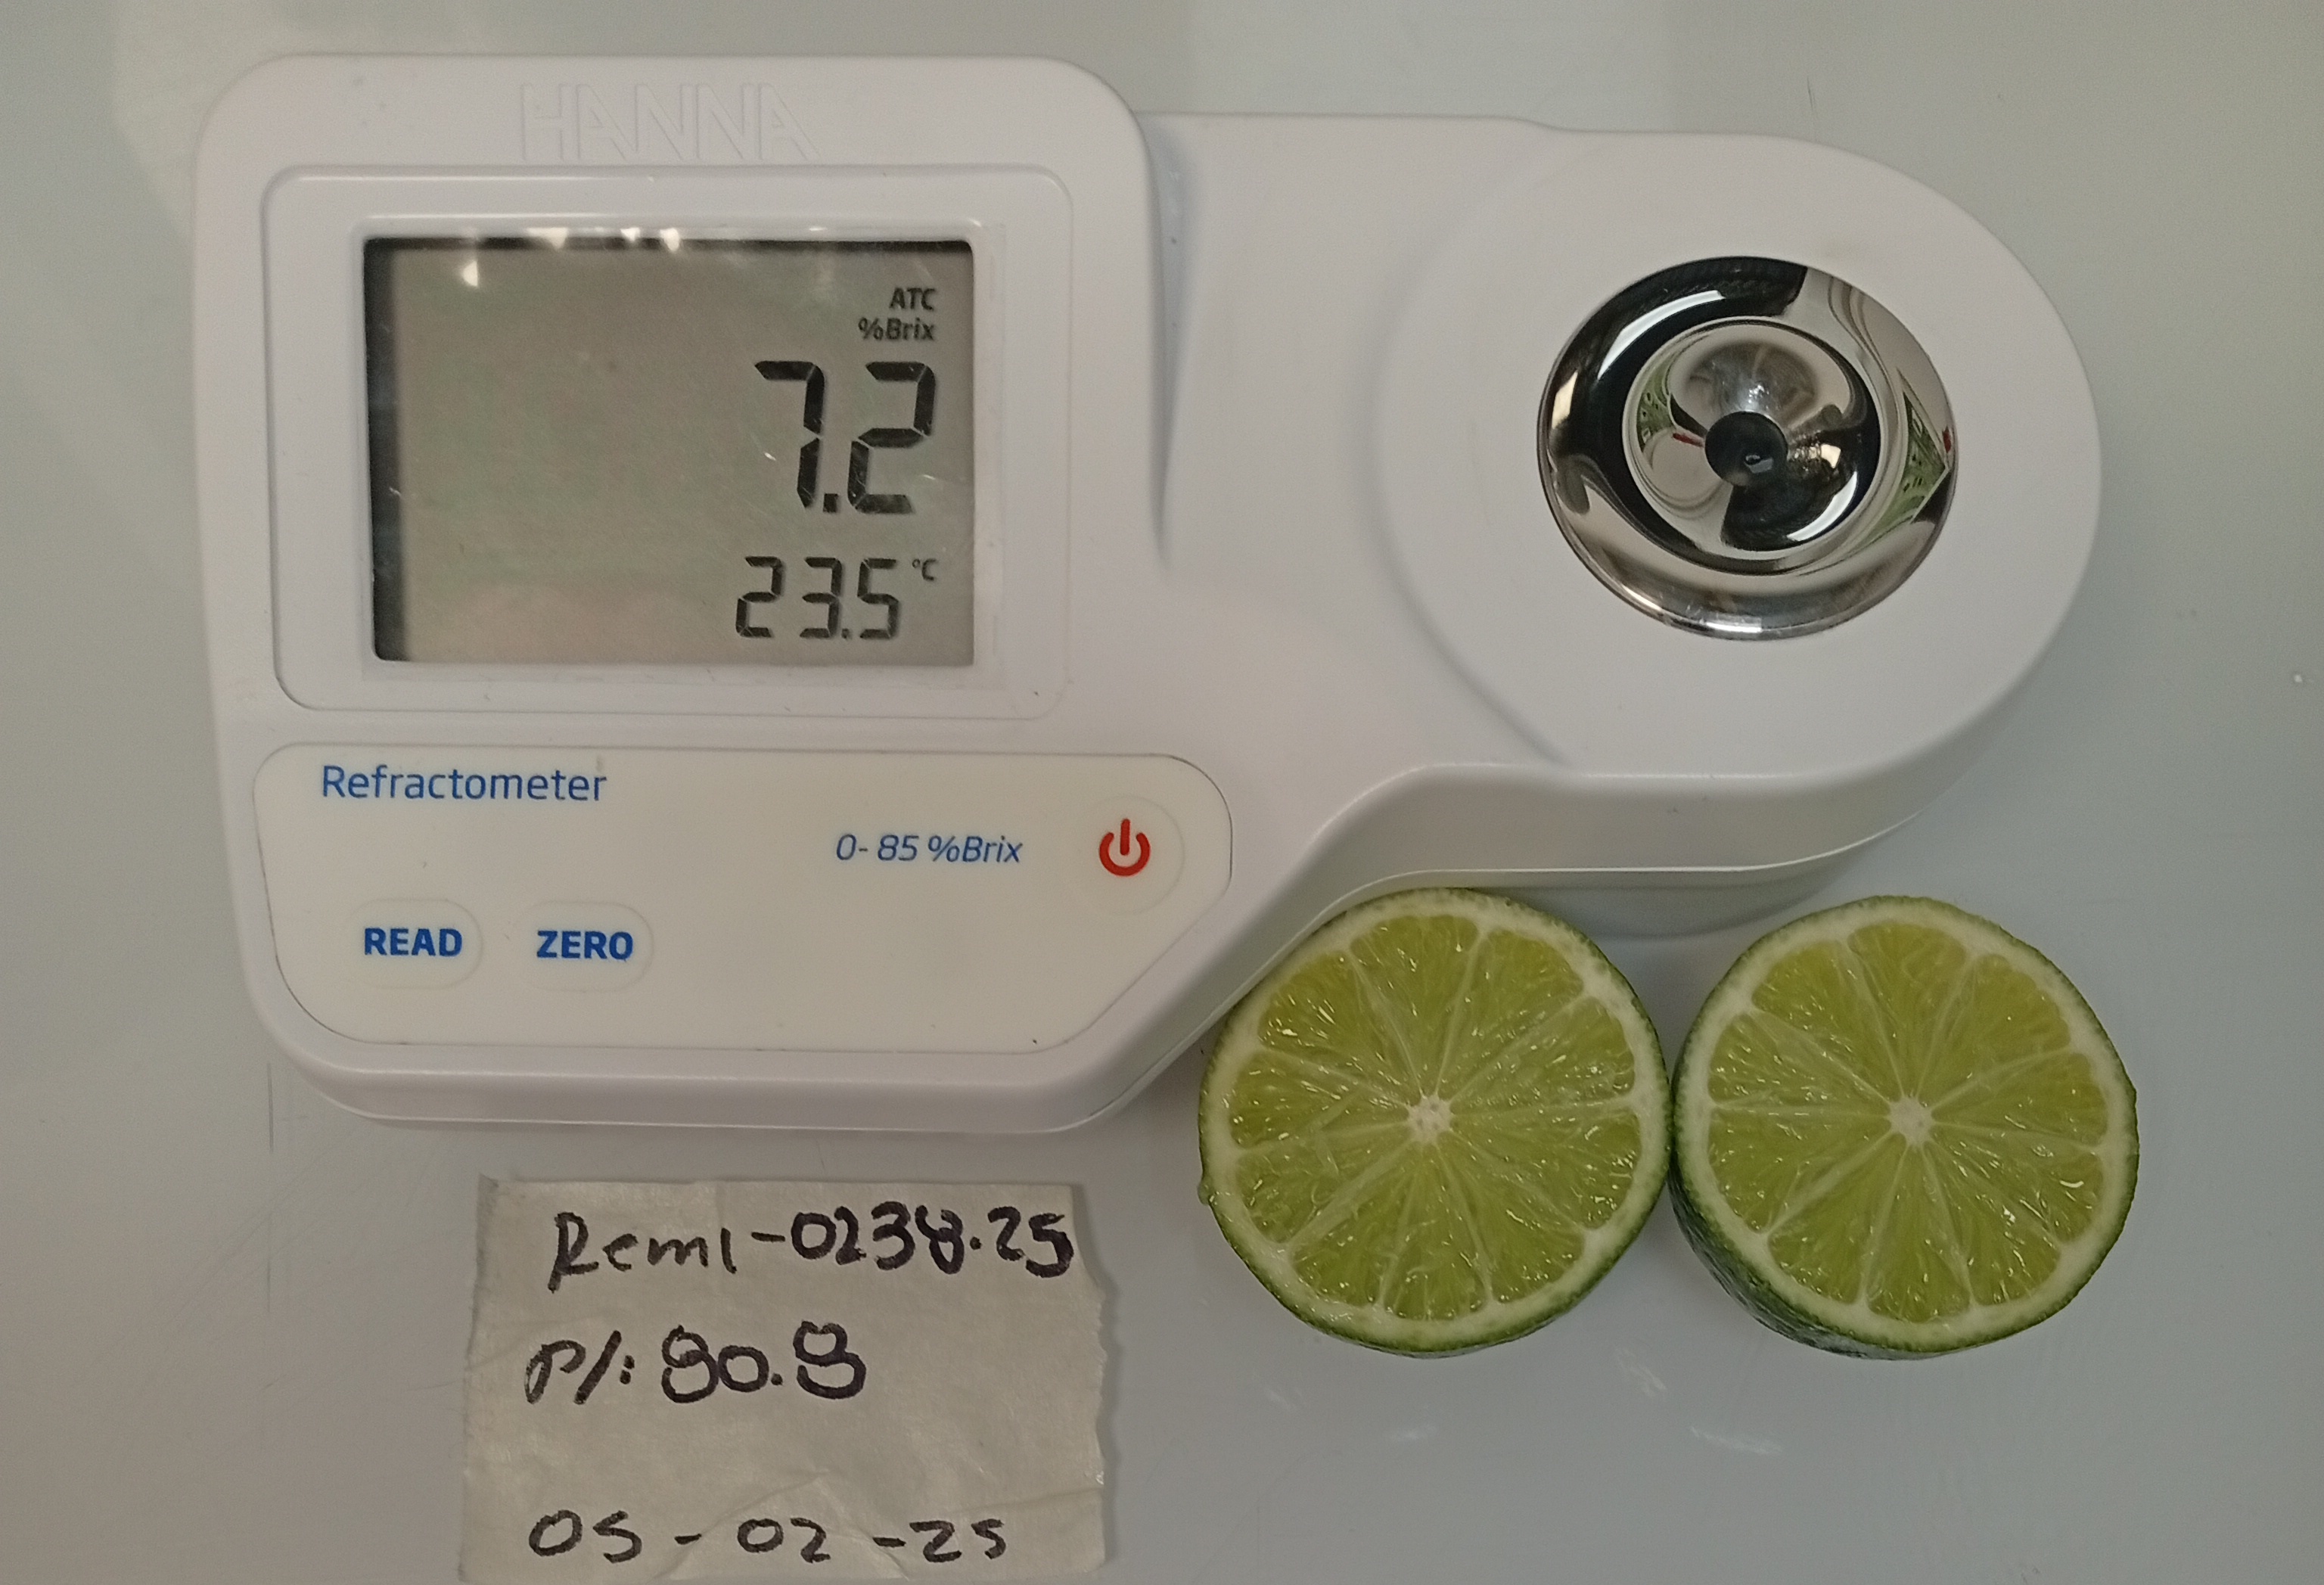 HANNA
ATC
%Brix
7.2
23.5 °C
Refractometer
0-85 %Brix
READ ZERO
Remi-0238.25
P/: 80.8
05-02-25